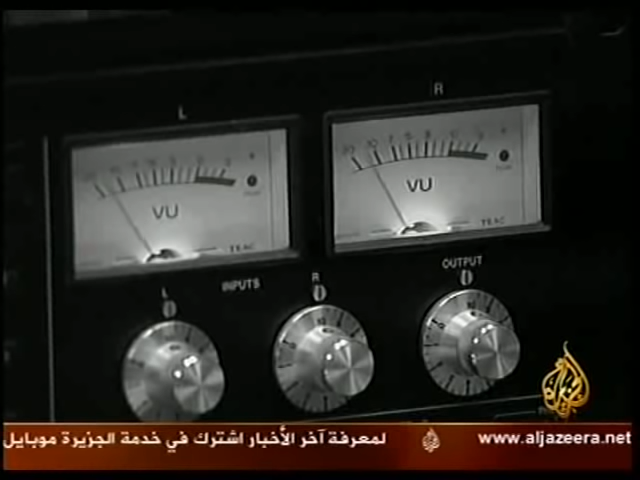 L
R
VU
VU
TEAC
TEAC
L
INPUTS
R
OUTPUT
لمعرفة آخر الأخبار اشترك في خدمة الجزيرة موبايل
www.aljazeera.net